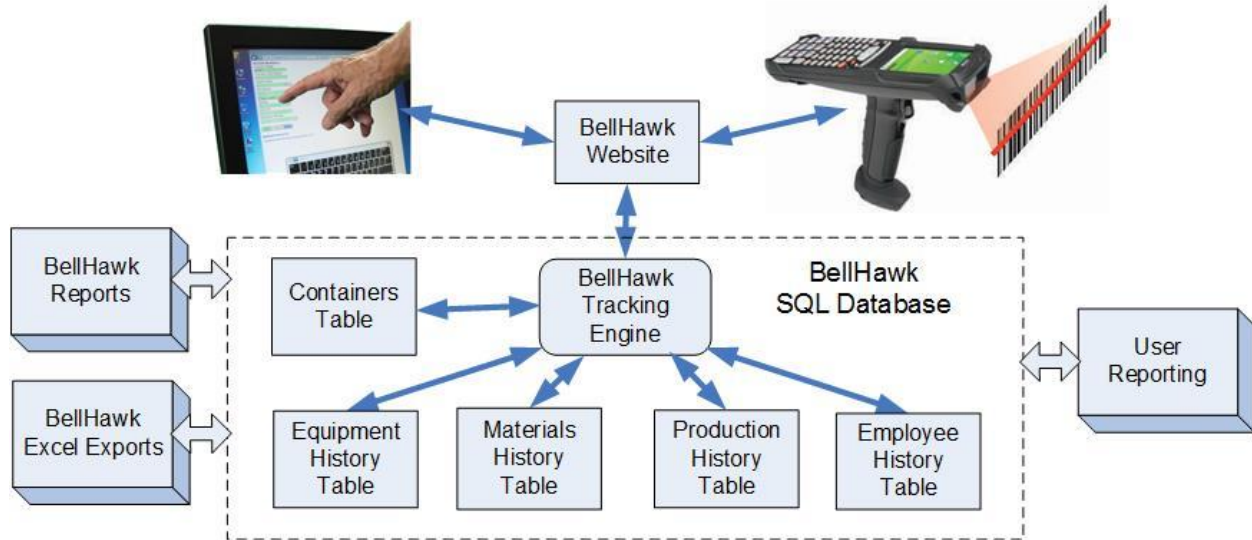 BellHawk
Website
BellHawk
Reports
Containers
Table
BellHawk
Tracking
Engine
BellHawk
SQL Database
User
Reporting
BellHawk
Excel Exports
Equipment
History
Table
Materials
History
Table
Production
History
Table
Employee
History
Table